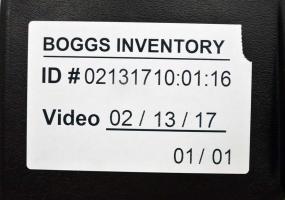 BOGGS INVENTORY
ID # 02131710:01:16
Video 02 / 13 / 17
01 / 01